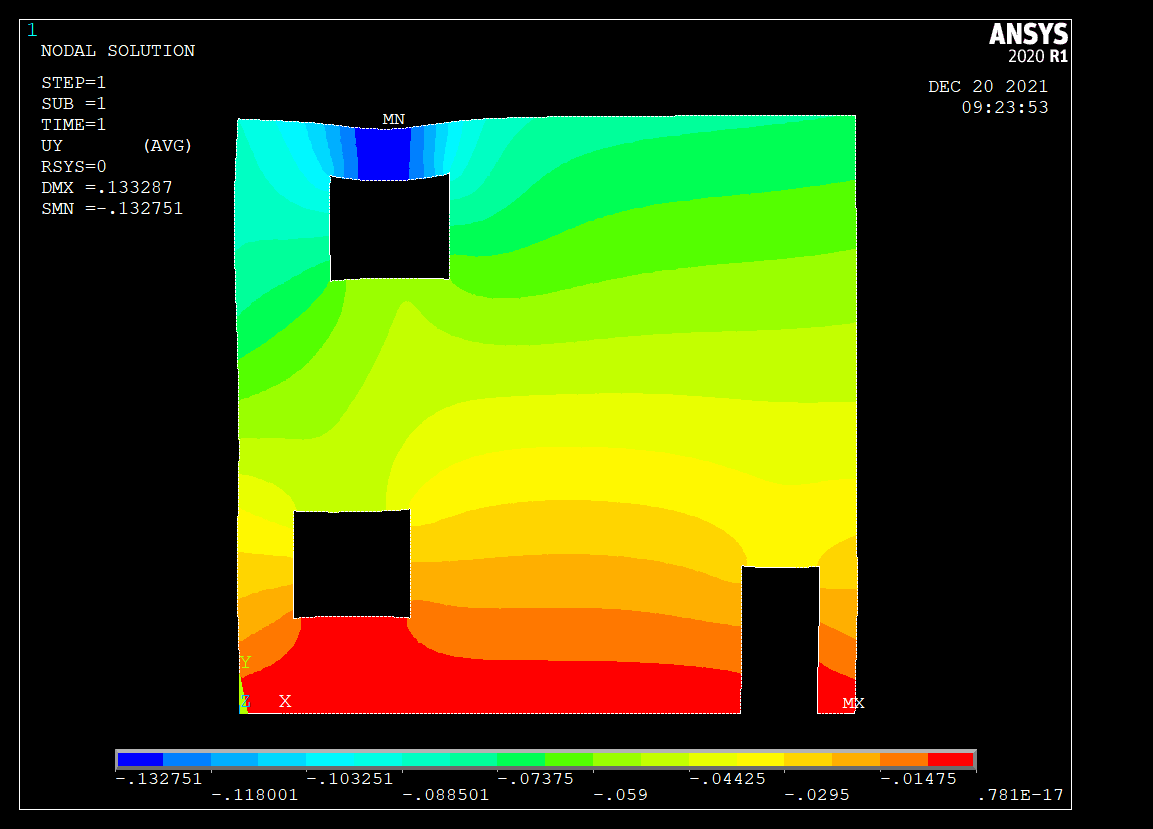 1
ANSYS
2020 R1
NODAL SOLUTION
STEP=1
SUB =1
TIME=1
UY (AVG)
RSYS=0
DMX =.133287
SMN =-.132751
DEC 20 2021
09:23:53
MN
Y
Z X
MX
-.132751 -.103251 -.07375 -.04425 -.01475
-.118001 -.088501 -.059 -.0295 .781E-17